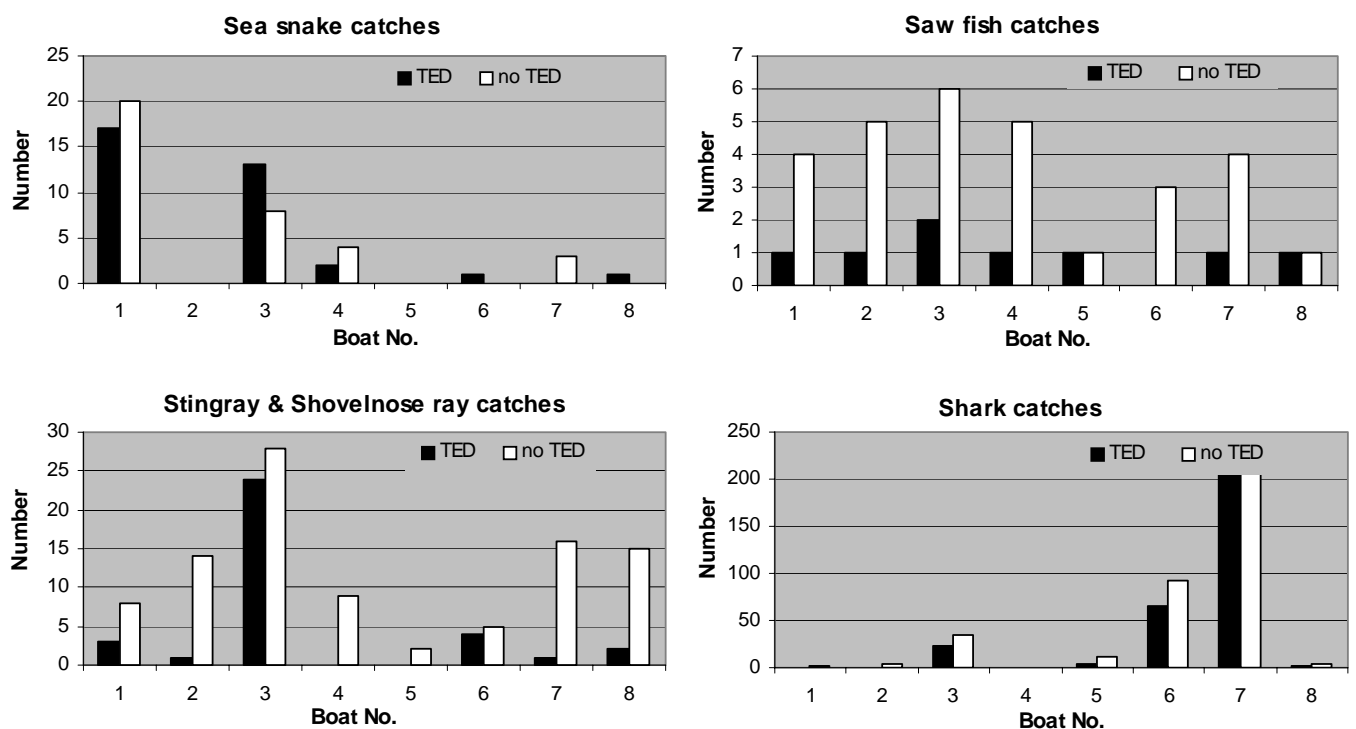 Sea snake catches
25
20
15
10
5
0
Number
TED no TED
1 2 3 4 5 6 7 8
Boat No.
Saw fish catches
7
6
5
4
3
2
1
0
Number
TED no TED
1 2 3 4 5 6 7 8
Boat No.
Stingray & Shovelnose ray catches
30
25
20
15
10
5
0
Number
TED no TED
1 2 3 4 5 6 7 8
Boat No.
Shark catches
250
200
150
100
50
0
Number
TED no TED
1 2 3 4 5 6 7 8
Boat No.